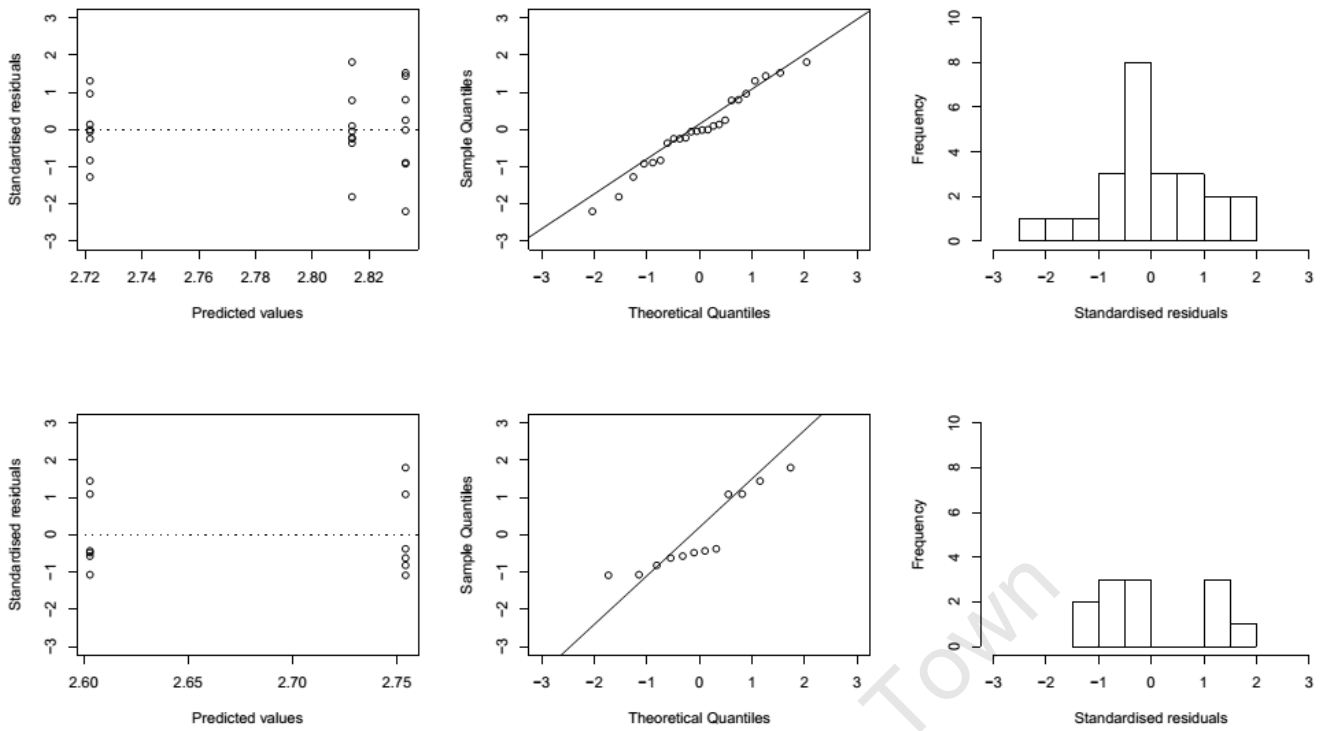 Standardised residuals
3
2
1
0
−1
−2
−3
2.72 2.74 2.76 2.78 2.80 2.82
Predicted values
Sample Quantiles
3
2
1
0
−1
−2
−3
−3 −2 −1 0 1 2 3
Theoretical Quantiles
Frequency
10
8
6
4
2
0
−3 −2 −1 0 1 2 3
Standardised residuals
Standardised residuals
3
2
1
0
−1
−2
−3
2.60 2.65 2.70 2.75
Predicted values
Sample Quantiles
3
2
1
0
−1
−2
−3
−3 −2 −1 0 1 2 3
Theoretical Quantiles
Frequency
10
8
6
4
2
0
−3 −2 −1 0 1 2 3
Standardised residuals
Town